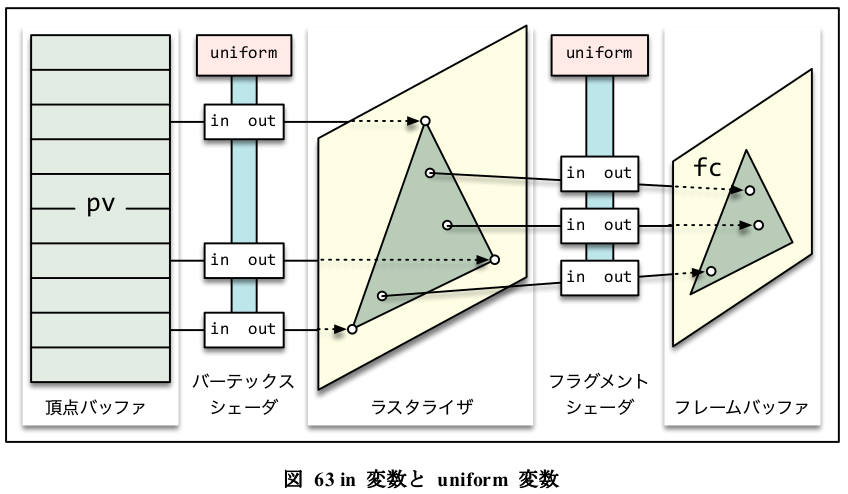 uniform
uniform
in out
in out
in out
in out
in out
in out
pv
fc
頂点バッファ
バーテックス
シェーダ
ラスタライザ
フラグメント
シェーダ
フレームバッファ
図 63 in 変数と uniform 変数